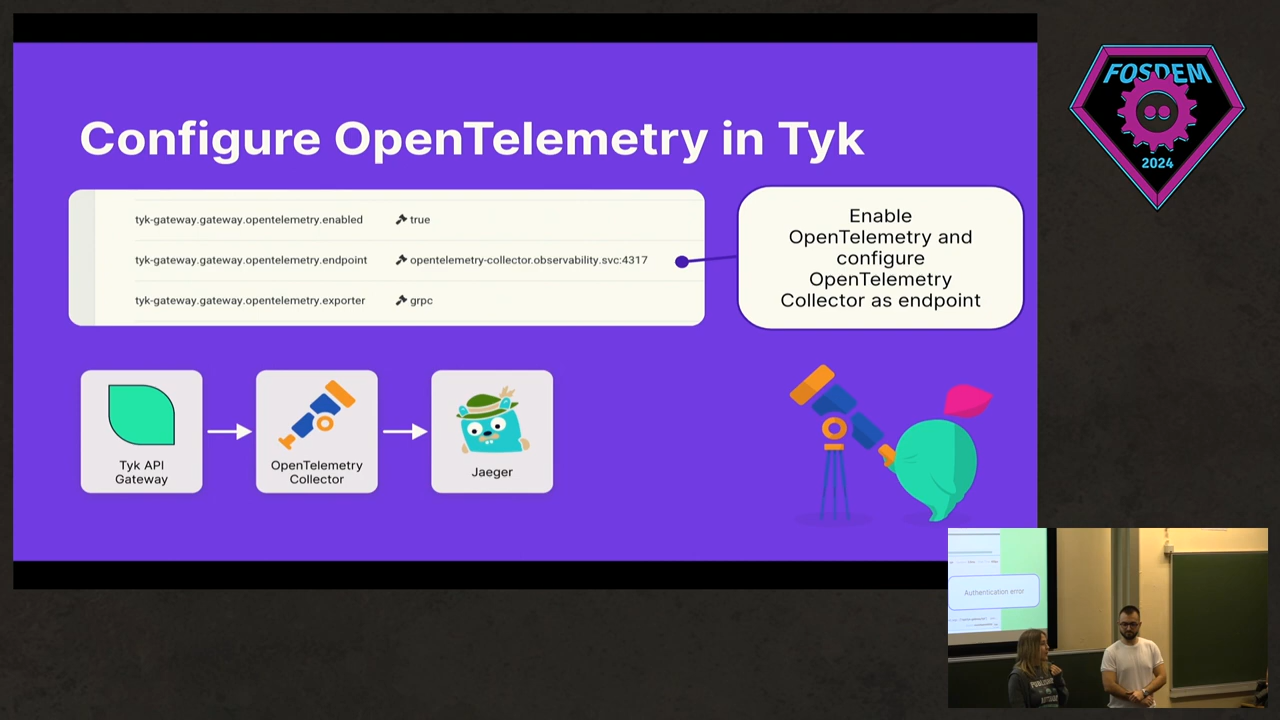 Configure OpenTelemetry in Tyk
tyk-gateway.gateway.opentelemetry.enabled true
tyk-gateway.gateway.opentelemetry.endpoint opentelemetry-collector.observability.svc:4317
tyk-gateway.gateway.opentelemetry.exporter grpc
Enable
OpenTelemetry and
configure
OpenTelemetry
Collector as endpoint
Tyk API
Gateway
OpenTelemetry
Collector
Jaeger
FOSDEM
2024
Authentication error